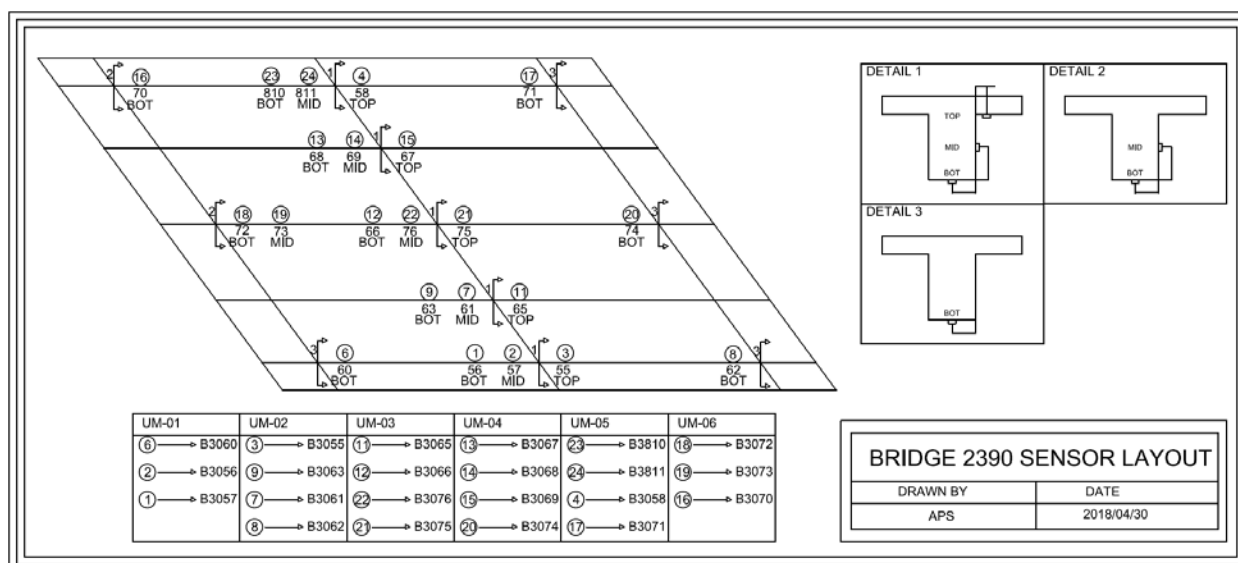 2 16 23 24 1 4 17 3
70 810 811 58 71
BOT BOT MID TOP BOT
13 14 1 15
68 69 67
BOT MID TOP
2 18 19 12 22 1 21 20 3
72 73 66 76 75 74
BOT MID BOT MID TOP BOT
9 7 1 11
63 61 65
BOT MID TOP
3 6 1 2 1 3 8 3
60 56 57 55 62
BOT BOT MID TOP BOT
DETAIL 1
TOP
MID
BOT
DETAIL 2
MID
BOT
DETAIL 3
BOT
UM-01 UM-02 UM-03 UM-04 UM-05 UM-06
6 B3060 3 B3055 11 B3065 13 B3067 23 B3810 18 B3072
2 B3056 9 B3063 12 B3066 14 B3068 24 B3811 19 B3073
1 B3057 7 B3061 22 B3076 15 B3069 4 B3058 16 B3070
8 B3062 21 B3075 20 B3074 17 B3071
BRIDGE 2390 SENSOR LAYOUT
DRAWN BY DATE
APS 2018/04/30